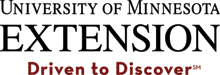 University of Minnesota
EXTENSION
Driven to Discover℠